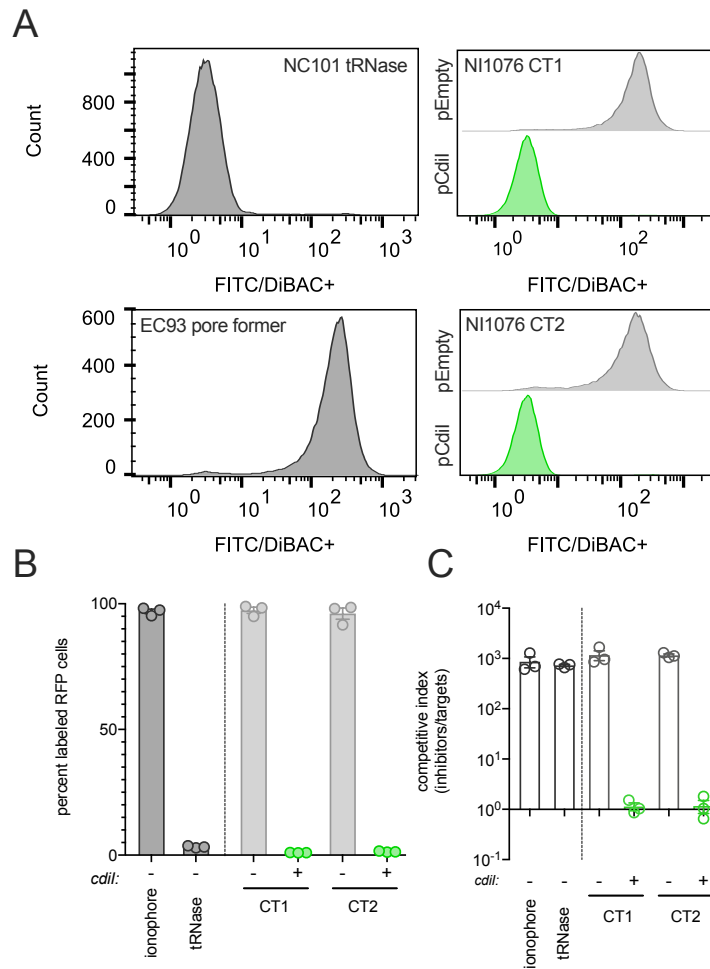 A
NC101 tRNase
Count
800
400
0
10^0 10^1 10^2 10^3
FITC/DiBAC+
NI1076 CT1
pEmpty
pCdiI
10^0 10^2
FITC/DiBAC+
EC93 pore former
Count
600
400
200
0
10^0 10^1 10^2 10^3
FITC/DiBAC+
NI1076 CT2
pEmpty
pCdiI
10^0 10^2
FITC/DiBAC+
B
percent labeled RFP cells
100
50
0
cdiI: - - - + - +
ionophore
tRNase
CT1 CT2
C
competitive index
(inhibitors/targets)
10^4
10^3
10^2
10^1
10^0
10^-1
cdiI: - - - + - +
ionophore
tRNase
CT1 CT2